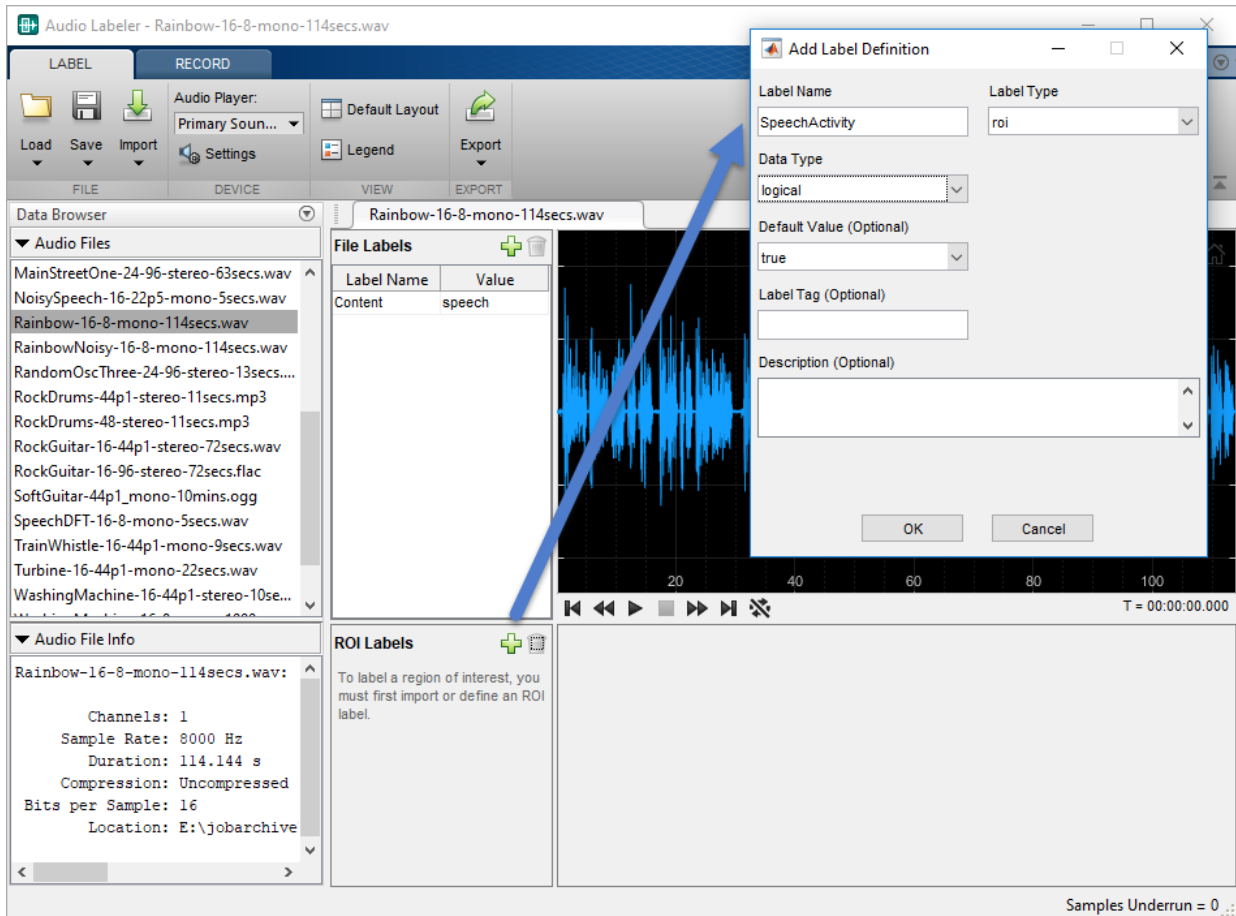 Audio Labeler - Rainbow-16-8-mono-114secs.wav
LABEL
RECORD
Load
Save
Import
FILE
Audio Player:
Primary Soun...
Settings
DEVICE
Default Layout
Legend
VIEW
Export
EXPORT
Data Browser
Audio Files
MainStreetOne-24-96-stereo-63secs.wav
NoisySpeech-16-22p5-mono-5secs.wav
Rainbow-16-8-mono-114secs.wav
RainbowNoisy-16-8-mono-114secs.wav
RandomOscThree-24-96-stereo-13secs....
RockDrums-44p1-stereo-11secs.mp3
RockDrums-48-stereo-11secs.mp3
RockGuitar-16-44p1-stereo-72secs.wav
RockGuitar-16-96-stereo-72secs.flac
SoftGuitar-44p1_mono-10mins.ogg
SpeechDFT-16-8-mono-5secs.wav
TrainWhistle-16-44p1-mono-9secs.wav
Turbine-16-44p1-mono-22secs.wav
WashingMachine-16-44p1-stereo-10se...
Audio File Info
Rainbow-16-8-mono-114secs.wav:
Channels: 1
Sample Rate: 8000 Hz
Duration: 114.144 s
Compression: Uncompressed
Bits per Sample: 16
Location: E:\jobarchive
Rainbow-16-8-mono-114secs.wav
File Labels
Label Name Value
Content speech
20 40 60 80 100
T = 00:00:00.000
ROI Labels
To label a region of interest, you
must first import or define an ROI
label.
Add Label Definition
Label Name Label Type
SpeechActivity roi
Data Type
logical
Default Value (Optional)
true
Label Tag (Optional)
Description (Optional)
OK Cancel
Samples Underrun = 0